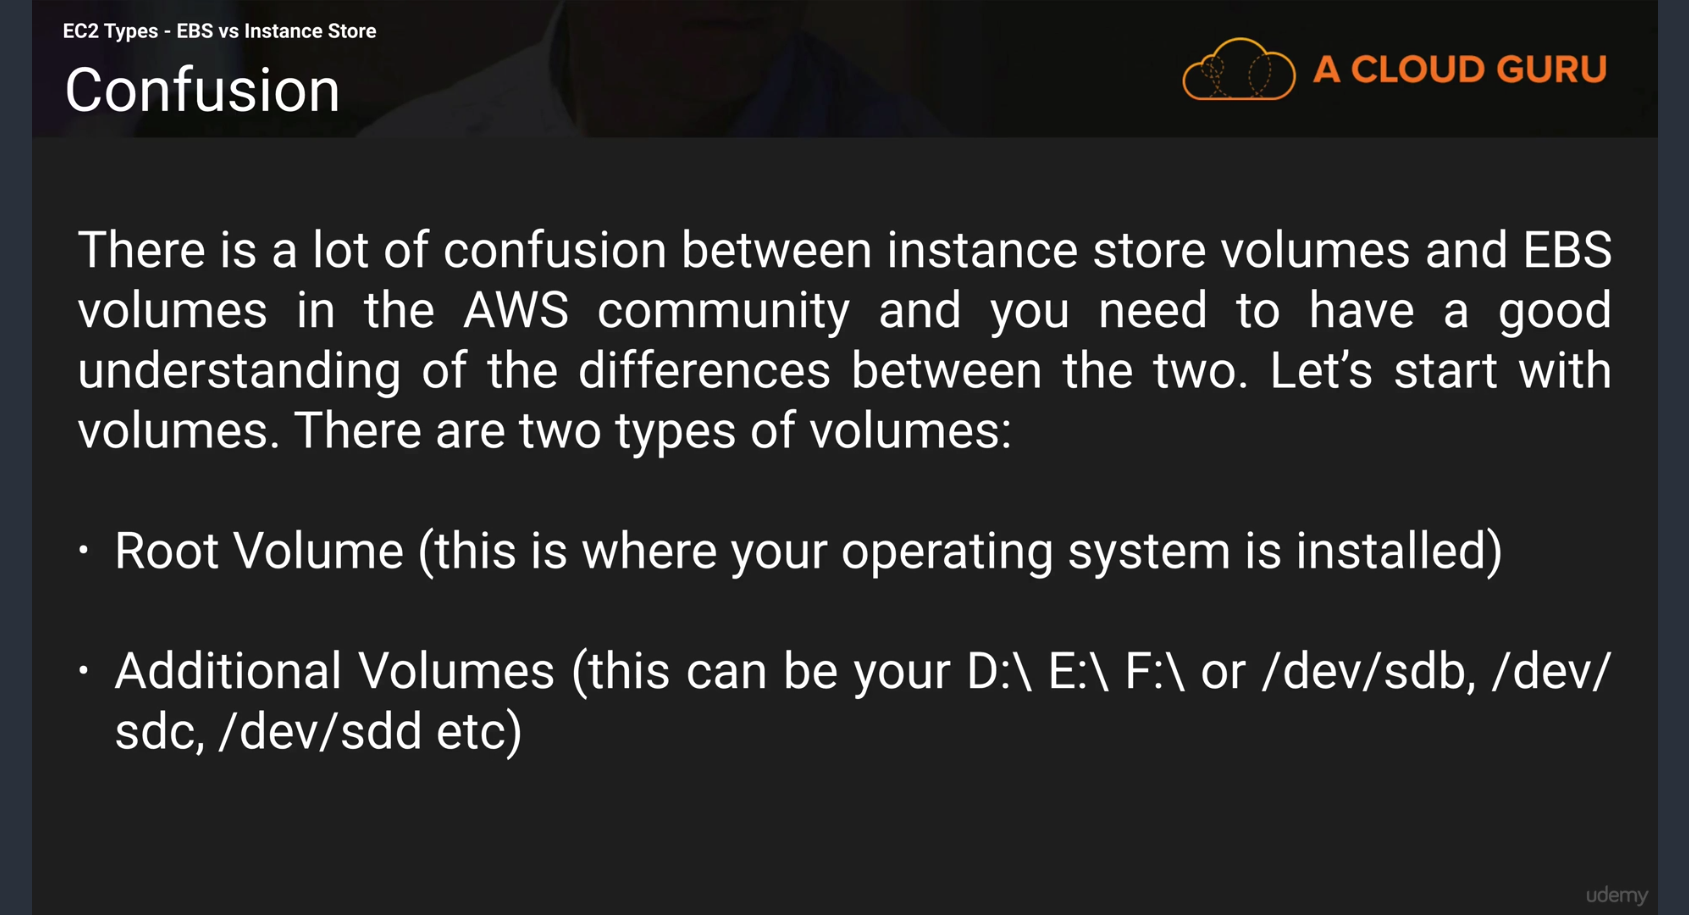 EC2 Types - EBS vs Instance Store
Confusion
A CLOUD GURU
There is a lot of confusion between instance store volumes and EBS
volumes in the AWS community and you need to have a good
understanding of the differences between the two. Let’s start with
volumes. There are two types of volumes:
• Root Volume (this is where your operating system is installed)
• Additional Volumes (this can be your D:\ E:\ F:\ or /dev/sdb, /dev/
sdc, /dev/sdd etc)
udemy